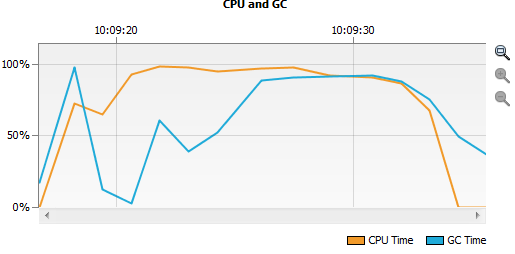 CPU and GC
10:09:20 10:09:30
100%
50%
0%
CPU Time GC Time